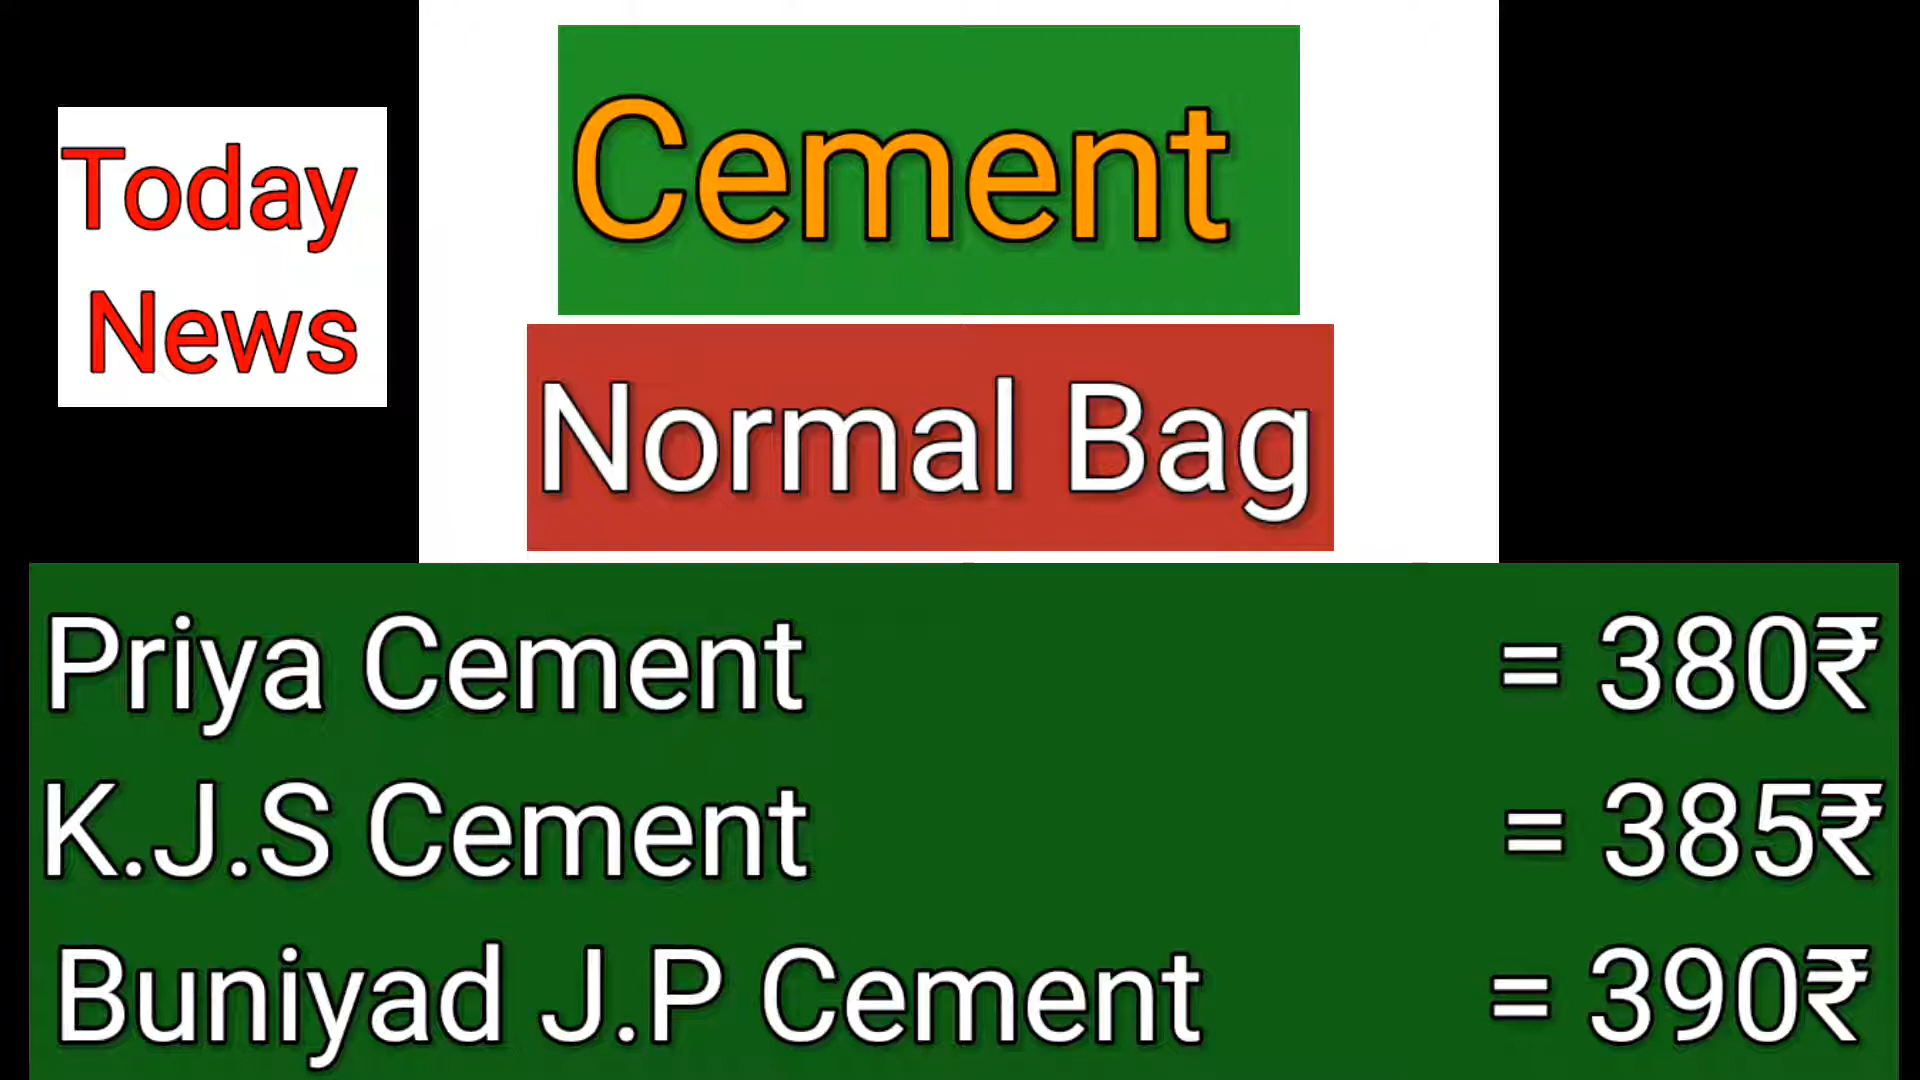 Today
News
Cement
Normal Bag
Priya Cement = 380₹
K.J.S Cement = 385₹
Buniyad J.P Cement = 390₹